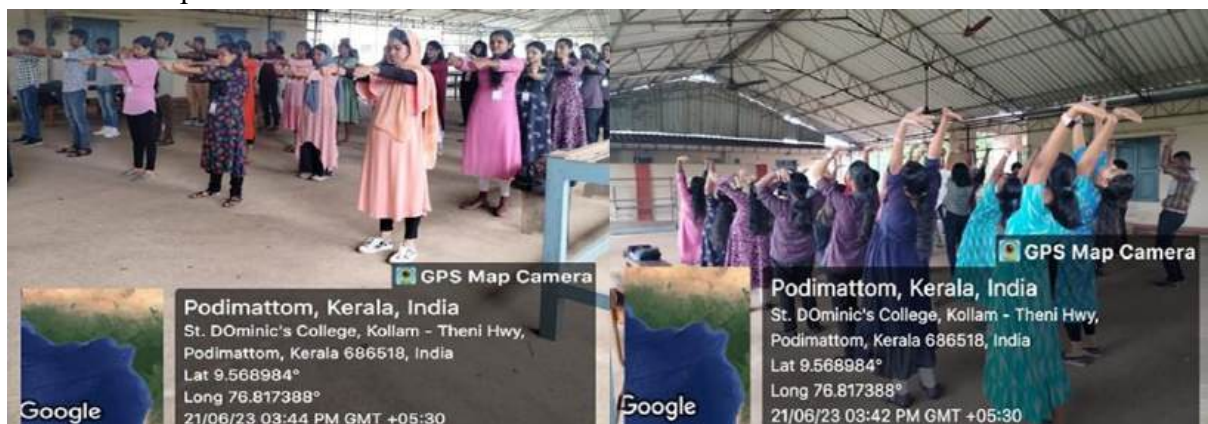 GPS Map Camera
Podimattom, Kerala, India
St. DOminic's College, Kollam - Theni Hwy,
Podimattom, Kerala 686518, India
Lat 9.568984°
Long 76.817388°
21/06/23 03:44 PM GMT +05:30
Google
GPS Map Camera
Podimattom, Kerala, India
St. DOminic's College, Kollam - Theni Hwy,
Podimattom, Kerala 686518, India
Lat 9.568984°
Long 76.817388°
21/06/23 03:42 PM GMT +05:30
Google